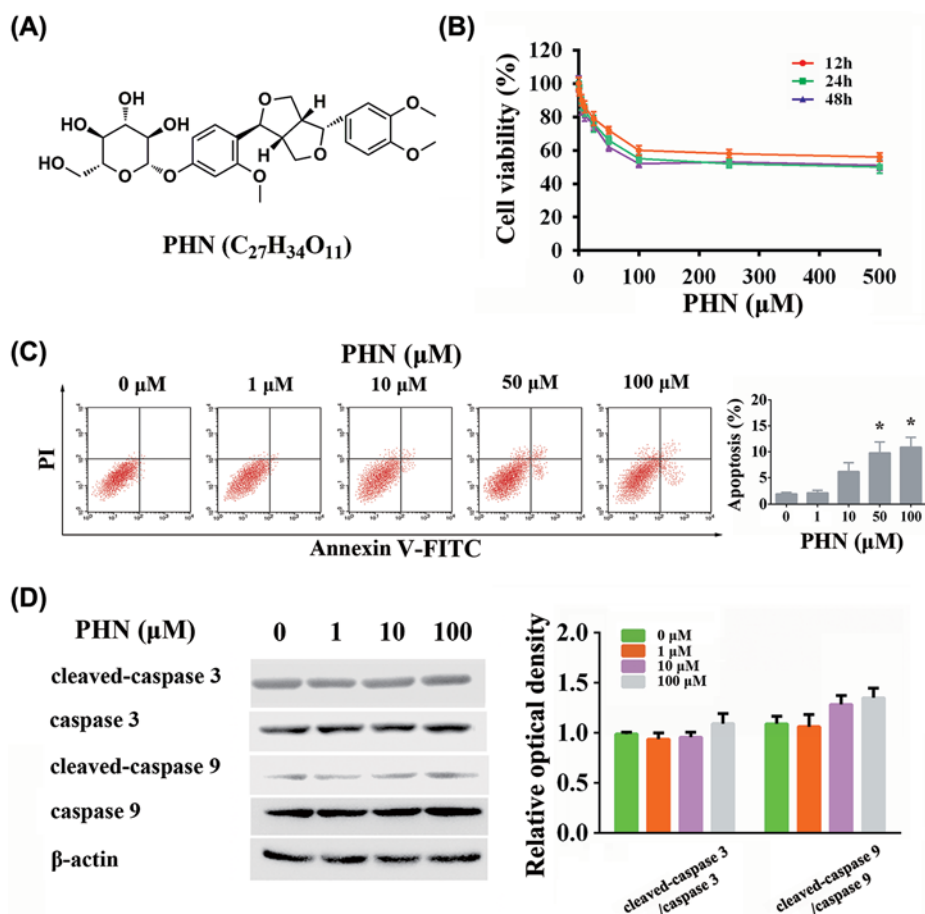 (A)
OH
HO
OH
HO
O
O
O
O
O
O
O
H
H
PHN (C₂₇H₃₄O₁₁)
(B)
Cell viability (%)
120
100
80
60
40
20
0
0 100 200 300 400 500
PHN (μM)
12h
24h
48h
(C)
PHN (μM)
0 μM 1 μM 10 μM 50 μM 100 μM
PI
Annexin V-FITC
Apoptosis (%)
20
15
10
5
0
* *
0 1 10 50 100
PHN (μM)
(D)
PHN (μM) 0 1 10 100
cleaved-caspase 3
caspase 3
cleaved-caspase 9
caspase 9
β-actin
Relative optical density
2.0
1.5
1.0
0.5
0.0
0 μM
1 μM
10 μM
100 μM
cleaved-caspase 3
/caspase 3
cleaved-caspase 9
/caspase 9